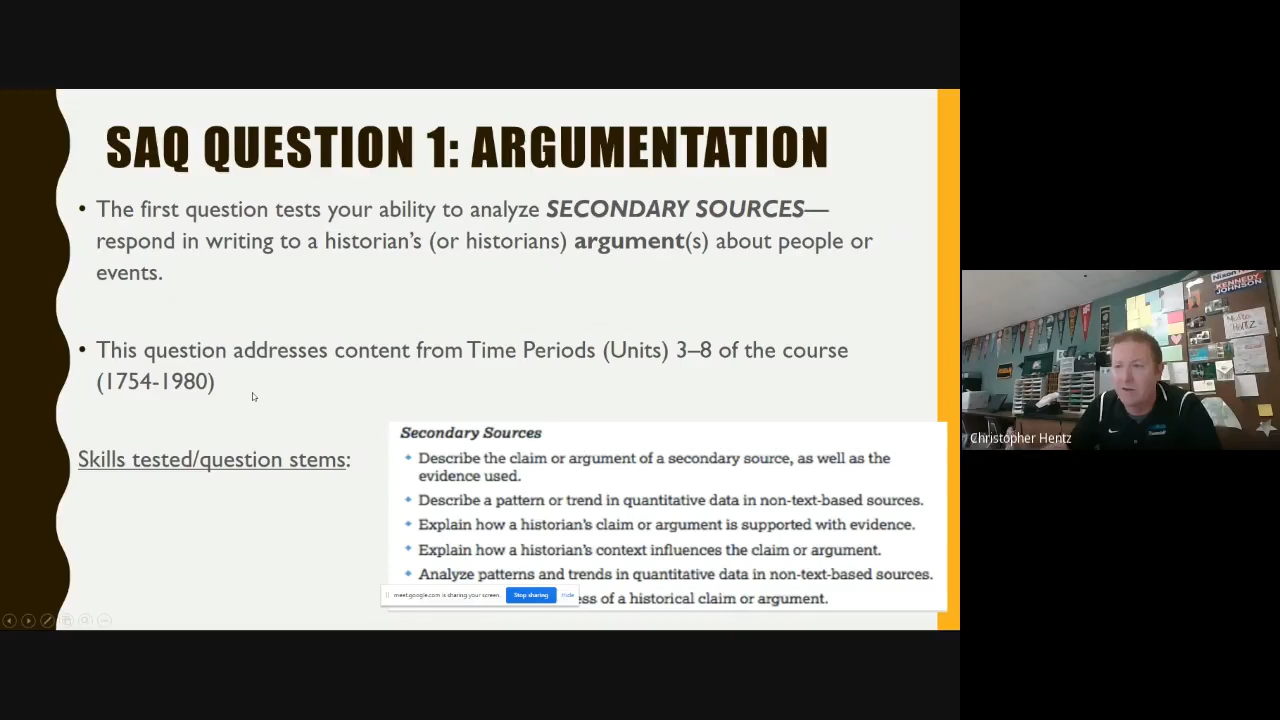 SAQ QUESTION 1: ARGUMENTATION
• The first question tests your ability to analyze SECONDARY SOURCES—
respond in writing to a historian's (or historians) argument(s) about people or
events.
• This question addresses content from Time Periods (Units) 3–8 of the course
(1754-1980)
Skills tested/question stems:
Secondary Sources
Describe the claim or argument of a secondary source, as well as the
evidence used.
Describe a pattern or trend in quantitative data in non-text-based sources.
Explain how a historian's claim or argument is supported with evidence.
Explain how a historian's context influences the claim or argument.
Analyze patterns and trends in quantitative data in non-text-based sources.
of a historical claim or argument.
meet.google.com is sharing your screen. Stop sharing Hide
KENNEDY
JOHNSON
HENTZ
Christopher Hentz